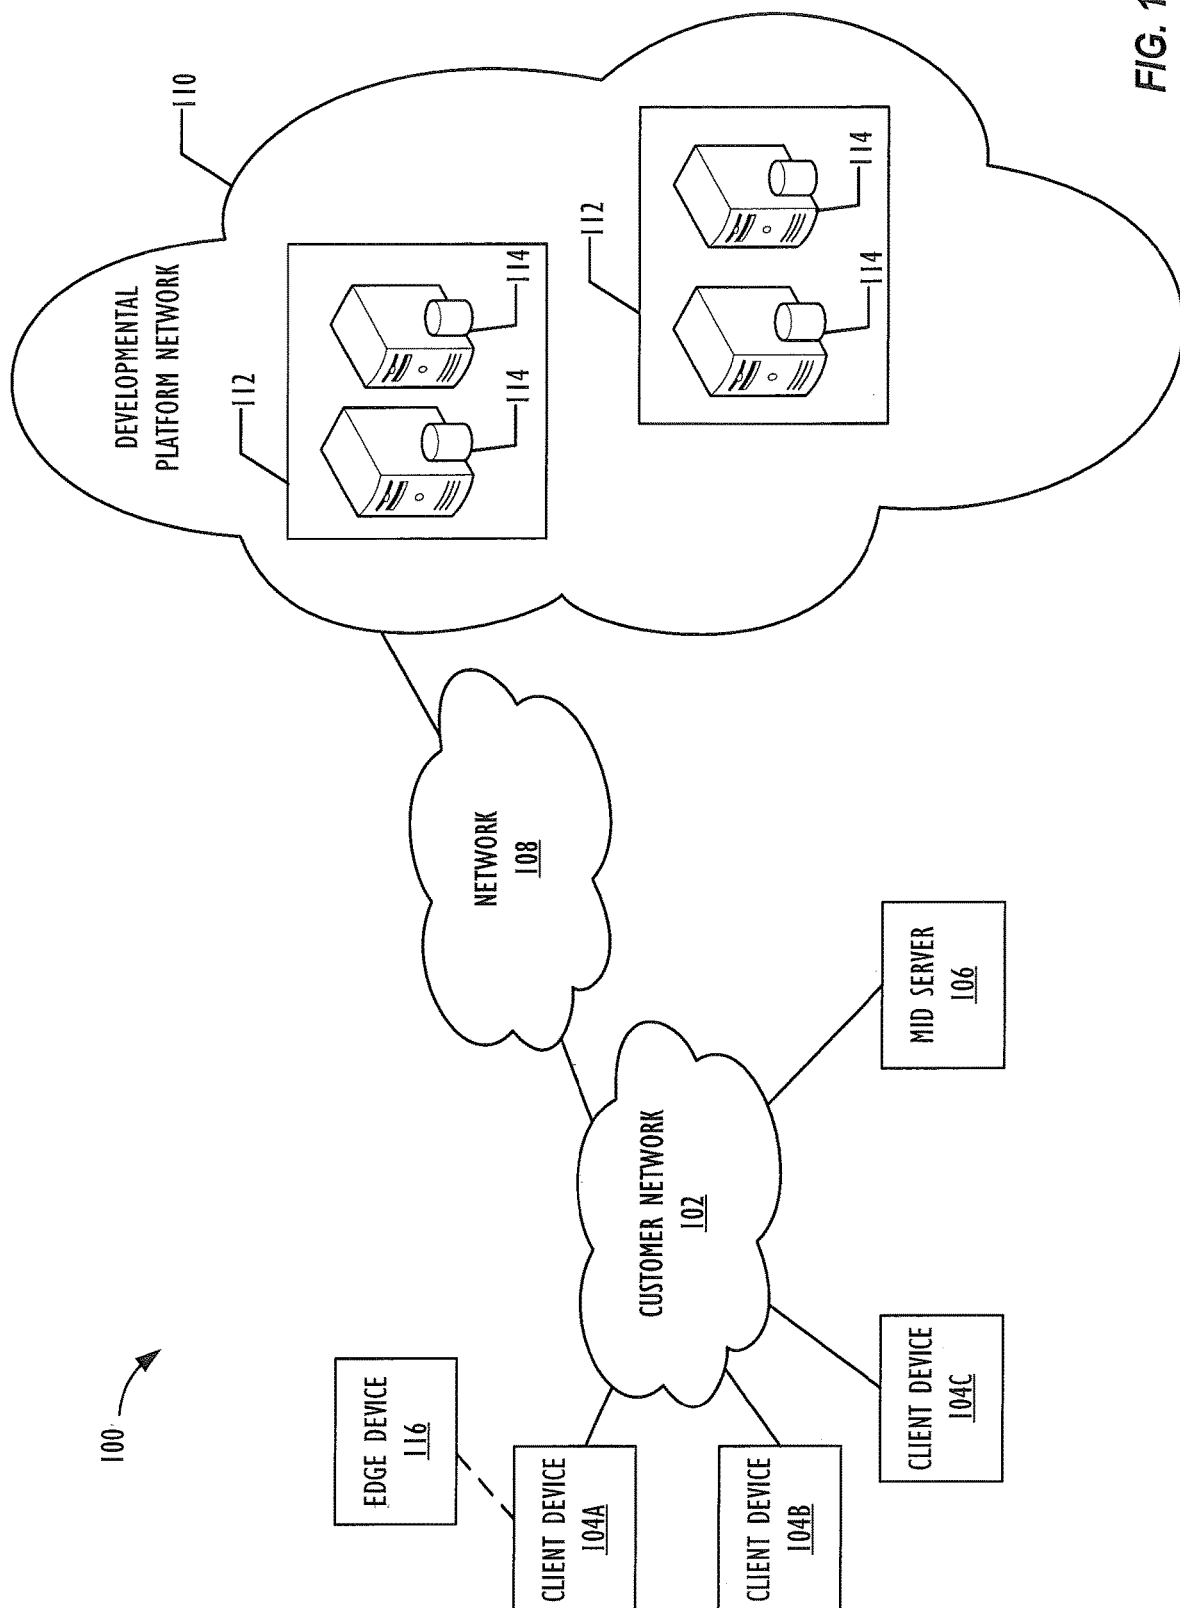 100
EDGE DEVICE
116
CLIENT DEVICE
104A
CLIENT DEVICE
104B
CLIENT DEVICE
104C
CUSTOMER NETWORK
102
MID SERVER
106
NETWORK
108
DEVELOPMENTAL
PLATFORM NETWORK
110
112
114
114
112
114
114
FIG. 1